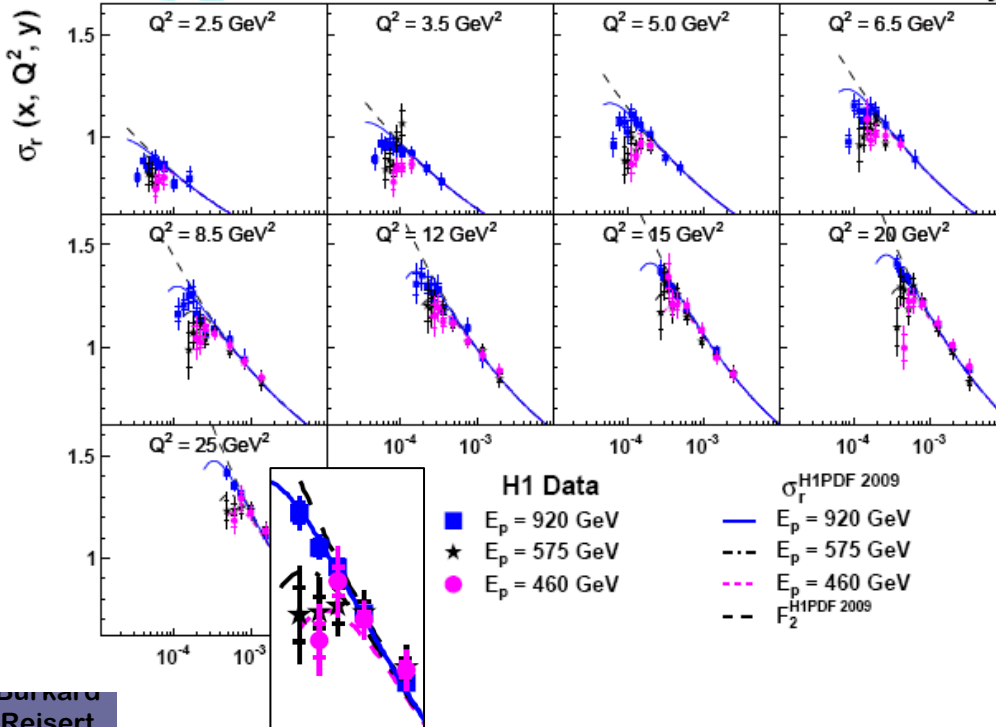 σr (x, Q², y)
Q² = 2.5 GeV²
Q² = 3.5 GeV²
Q² = 5.0 GeV²
Q² = 6.5 GeV²
1.5
1
Q² = 8.5 GeV²
Q² = 12 GeV²
Q² = 15 GeV²
Q² = 20 GeV²
1.5
1
10⁻⁴ 10⁻³
10⁻⁴ 10⁻³
10⁻⁴ 10⁻³
Q² = 25 GeV²
1.5
1
10⁻⁴ 10⁻³
H1 Data
Eₚ = 920 GeV
Eₚ = 575 GeV
Eₚ = 460 GeV
σr^H1PDF 2009
Eₚ = 920 GeV
Eₚ = 575 GeV
Eₚ = 460 GeV
F₂^H1PDF 2009
Burkard
Reisert